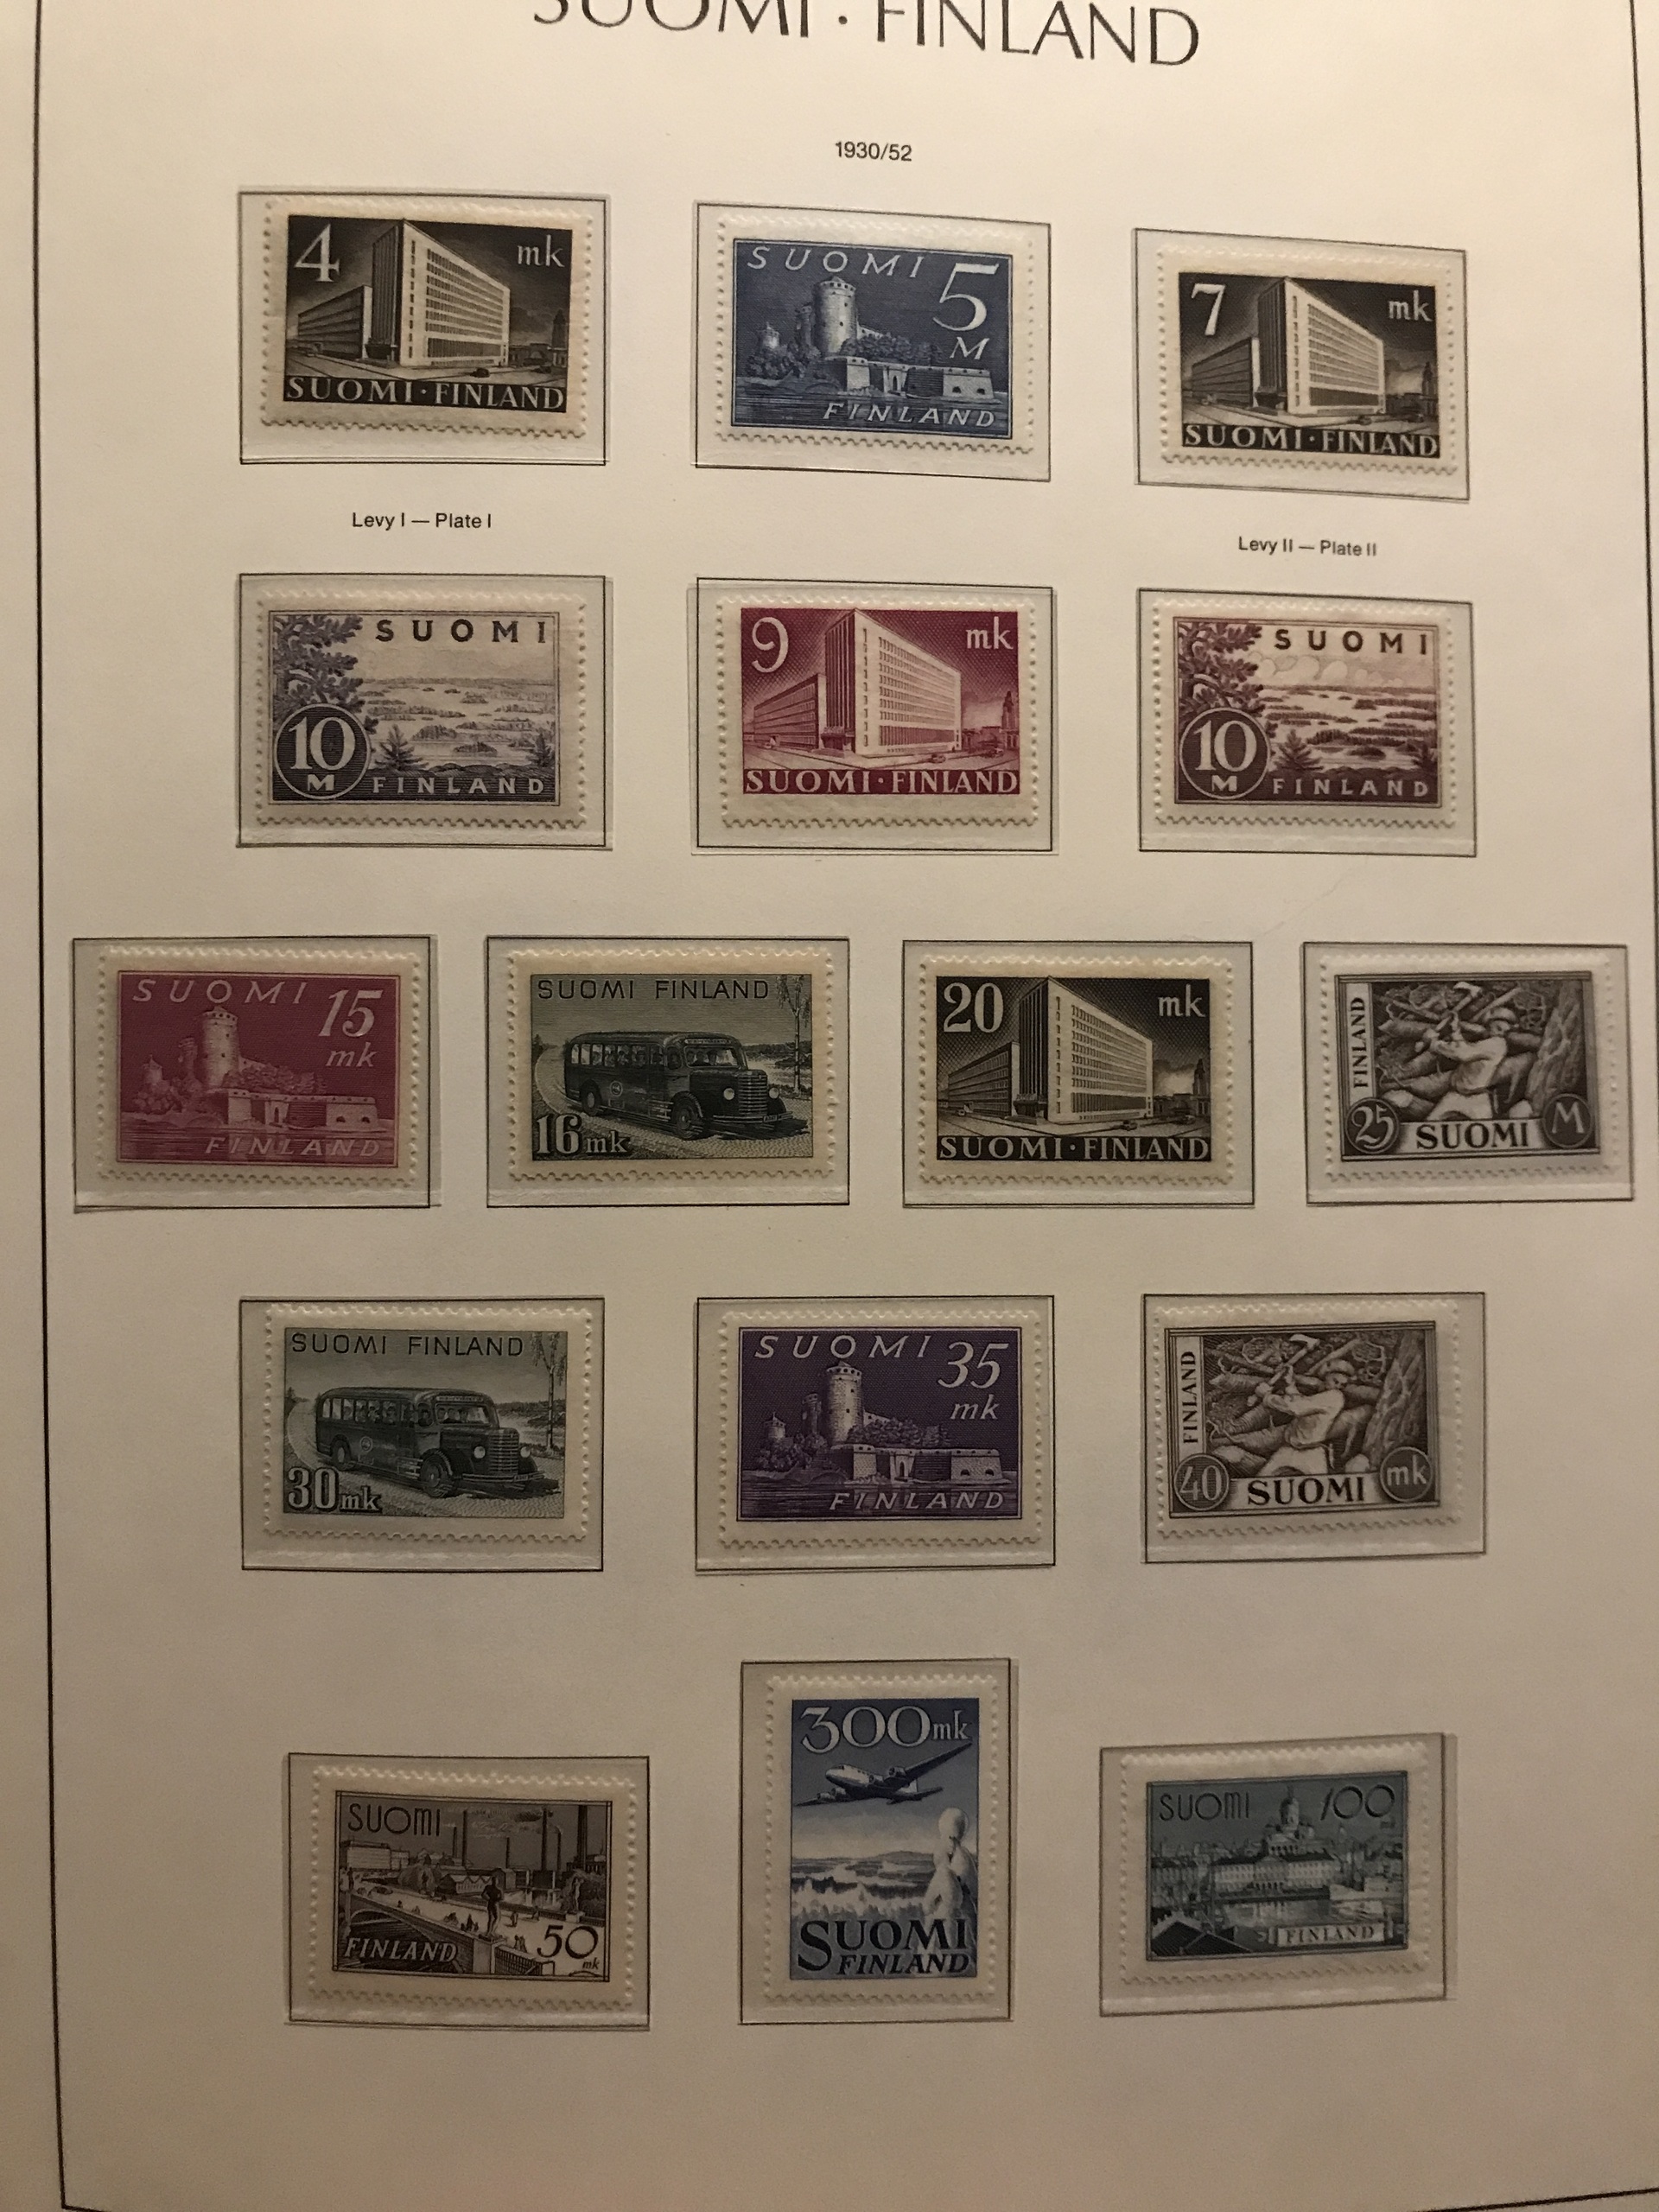 SUOMI · FINLAND
1930/52
4 mk
SUOMI · FINLAND
SUOMI 5
M
FINLAND
7 mk
SUOMI · FINLAND
Levy I — Plate I
Levy II — Plate II
SUOMI
10
M FINLAND
9 mk
SUOMI · FINLAND
SUOMI
10
M FINLAND
SUOMI 15
mk
FINLAND
SUOMI FINLAND
16 mk
20 mk
SUOMI · FINLAND
FINLAND
25 SUOMI M
SUOMI FINLAND
30 mk
SUOMI 35
mk
FINLAND
FINLAND
40 SUOMI mk
SUOMI
FINLAND 50
mk
300 mk
SUOMI
FINLAND
SUOMI 100
FINLAND